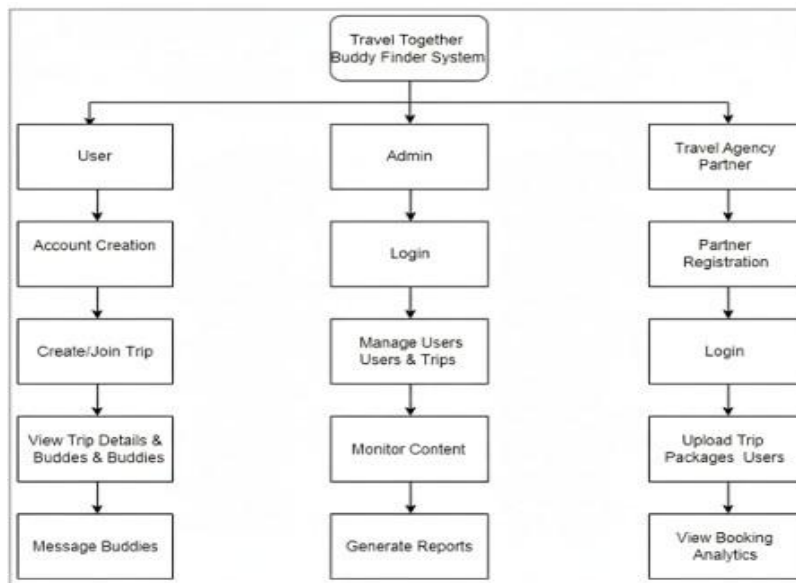 Travel Together
Buddy Finder System
User
Admin
Travel Agency
Partner
Account Creation
Login
Partner
Registration
Create/Join Trip
Manage Users
Users & Trips
Login
View Trip Details &
Buddes & Buddies
Monitor Content
Upload Trip
Packages Users
Message Buddies
Generate Reports
View Booking
Analytics